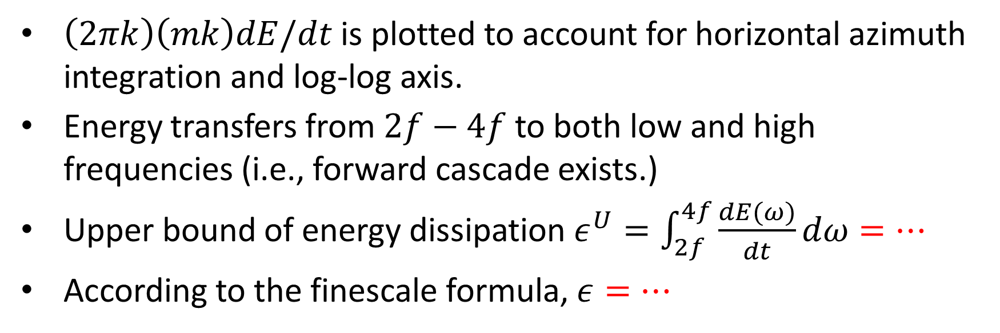 • (2πk)(mk)dE/dt is plotted to account for horizontal azimuth
integration and log-log axis.
• Energy transfers from 2f − 4f to both low and high
frequencies (i.e., forward cascade exists.)
• Upper bound of energy dissipation ϵ^U = ∫_{2f}^{4f} dE(ω)/dt dω = ⋯
• According to the finescale formula, ϵ = ⋯